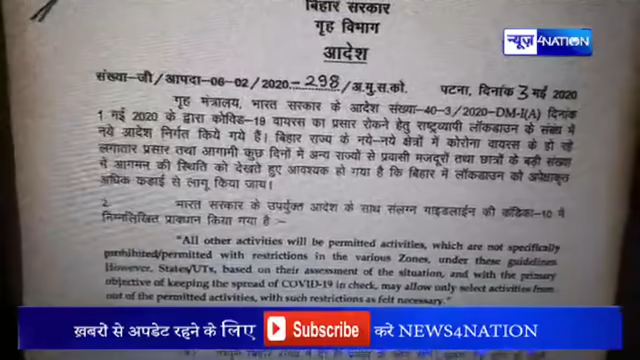 बिहार सरकार
गृह विभाग
आदेश
न्यूज़ 4NATION
संख्या-जी/आपदा-06-02/2020-298/अ.मु.स.को. पटना, दिनांक 3 मई 2020
गृह मंत्रालय, भारत सरकार के आदेश संख्या-40-3/2020-DM-I(A) दिनांक
1 मई 2020 के द्वारा कोविड-19 वायरस का प्रसार रोकने हेतु राष्ट्रव्यापी लॉकडाउन के संबंध में
नये आदेश निर्गत किये गये हैं। बिहार राज्य के नये-नये क्षेत्रों में कोरोना वायरस के हो रहे
लगातार प्रसार तथा आगामी कुछ दिनों में अन्य राज्यों से प्रवासी मजदूरों तथा छात्रों के बड़ी संख्या
में आगमन की स्थिति को देखते हुए आवश्यक हो गया है कि बिहार में लॉकडाउन को अपेक्षाकृत
अधिक कड़ाई से लागू किया जाय।
2. भारत सरकार के उपर्युक्त आदेश के साथ संलग्न गाइडलाईन की कंडिका-10 में
निम्नलिखित प्रावधान किया गया है :-
"All other activities will be permitted activities, which are not specifically
prohibited/permitted with restrictions in the various Zones, under these guidelines.
However, States/UTs, based on their assessment of the situation, and with the primary
objective of keeping the spread of COVID-19 in check, may allow only select activities from
out of the permitted activities, with such restrictions as felt necessary."
ख़बरों से अपडेट रहने के लिए Subscribe करे NEWS4NATION